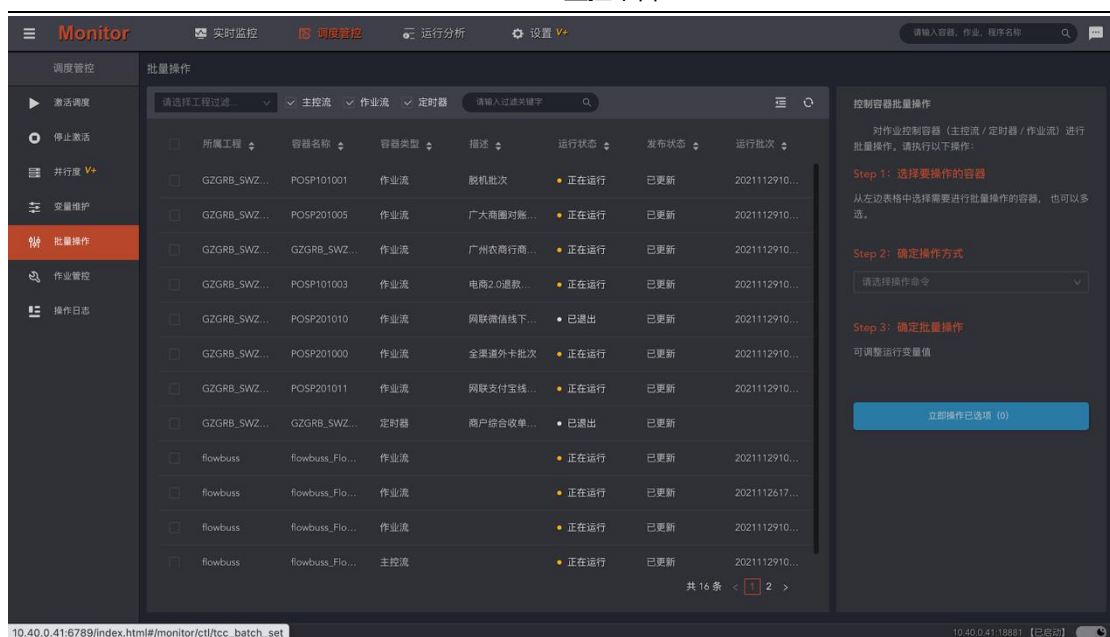 Monitor
实时监控
调度管控
运行分析
设置 V+
请输入容器, 作业, 程序名称
调度管控
激活调度
停止激活
并行度 V+
变量维护
批量操作
作业管控
操作日志
批量操作
请选择工程过滤...
主控流
作业流
定时器
请输入过滤关键字
所属工程 容器名称 容器类型 描述 运行状态 发布状态 运行批次
GZGRB_SWZ... POSP101001 作业流 脱机批次 正在运行 已更新 2021112910...
GZGRB_SWZ... POSP201005 作业流 广大商圈对账... 正在运行 已更新 2021112910...
GZGRB_SWZ... GZGRB_SWZ... 作业流 广州农商行商... 正在运行 已更新 2021112910...
GZGRB_SWZ... POSP101003 作业流 电商2.0退款... 正在运行 已更新 2021112910...
GZGRB_SWZ... POSP201010 作业流 网联微信线下... 已退出 已更新 2021112910...
GZGRB_SWZ... POSP201000 作业流 全渠道外卡批次 正在运行 已更新 2021112910...
GZGRB_SWZ... POSP201011 作业流 网联支付宝线... 正在运行 已更新 2021112910...
GZGRB_SWZ... GZGRB_SWZ... 定时器 商户综合收单... 已退出 已更新
flowbuss flowbuss_Flo... 作业流 正在运行 已更新 2021112910...
flowbuss flowbuss_Flo... 作业流 正在运行 已更新 2021112617...
flowbuss flowbuss_Flo... 作业流 正在运行 已更新 2021112910...
flowbuss flowbuss_Flo... 主控流 正在运行 已更新 2021112910...
共 16 条 < 1 2 >
控制容器批量操作
对作业控制容器（主控流 / 定时器 / 作业流）进行
批量操作。请执行以下操作:
Step 1: 选择要操作的容器
从左边表格中选择需要进行批量操作的容器, 也可以多
选。
Step 2: 确定操作方式
请选择操作命令
Step 3: 确定批量操作
可调整运行变量值
立即操作已选项 (0)
10.40.0.41:6789/index.html#/monitor/ctl/tcc_batch_set
10.40.0.41:18881 【已启动】